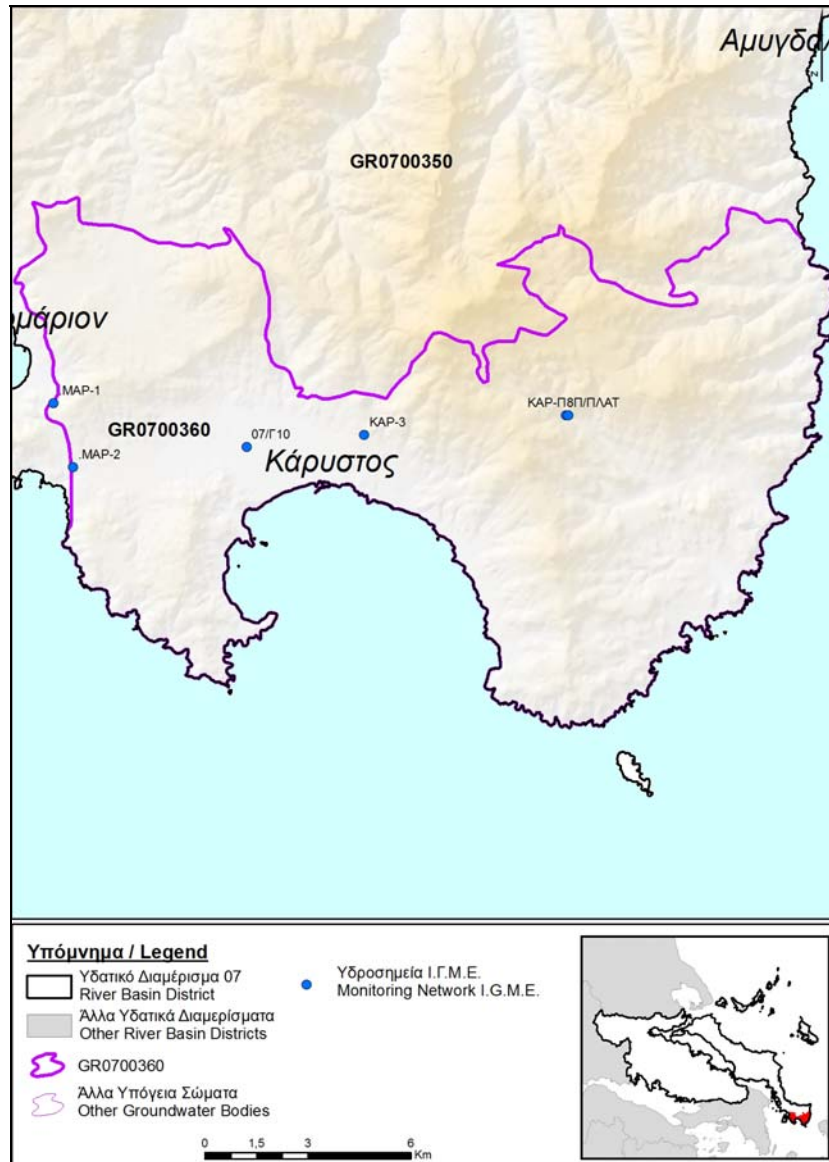 Αμυγδαλ
Z
GR0700350
ομάριον
ΜΑΡ-1
GR0700360
07/Γ10
ΚΑΡ-3
ΚΑΡ-Π8Π/ΠΛΑΤ
.ΜΑΡ-2
Κάρυστος
Υπόμνημα / Legend
Υδατικό Διαμέρισμα 07
River Basin District
Άλλα Υδατικά Διαμερίσματα
Other River Basin Districts
GR0700360
Άλλα Υπόγεια Σώματα
Other Groundwater Bodies
Υδροσημεία Ι.Γ.Μ.Ε.
Monitoring Network I.G.M.E.
0 1,5 3 6
Km